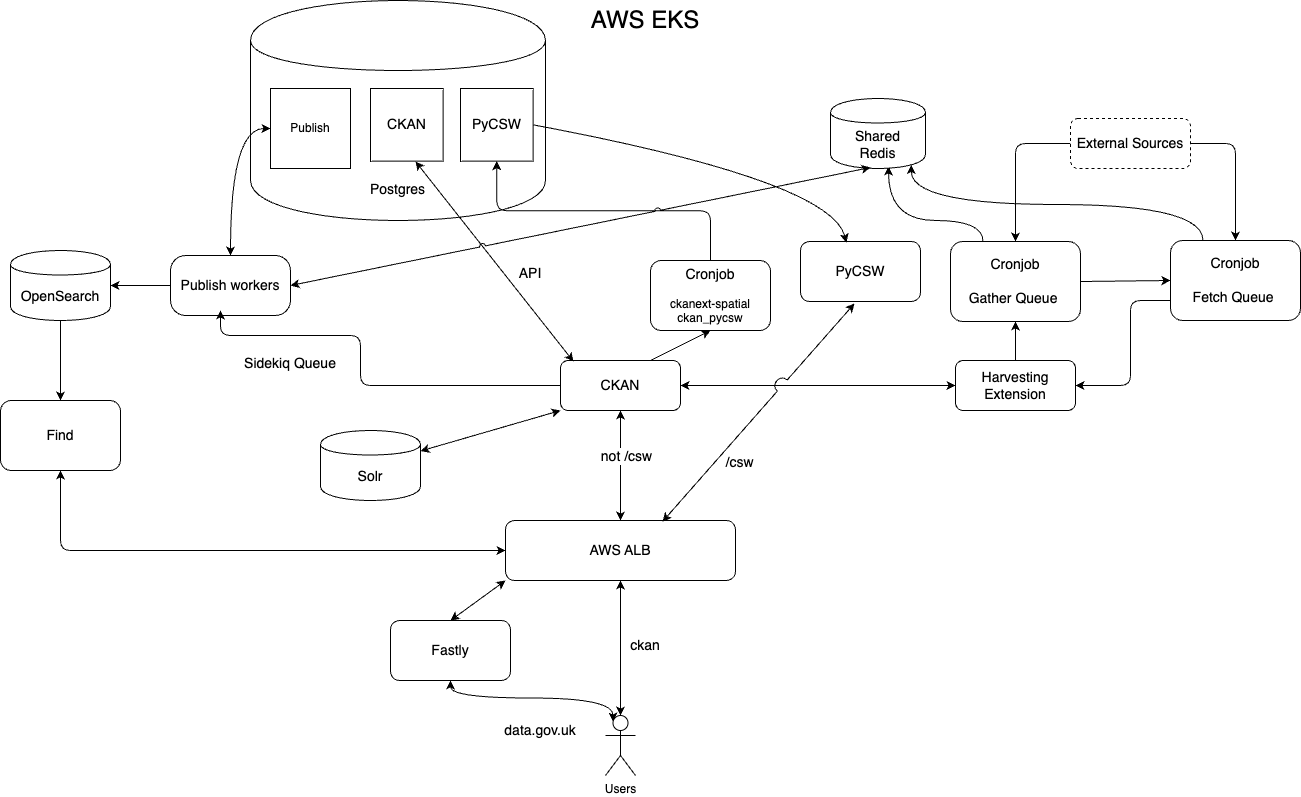 AWS EKS
Publish
CKAN
PyCSW
Postgres
Shared
Redis
External Sources
OpenSearch
Publish workers
API
Cronjob
ckanext-spatial
ckan_pycsw
PyCSW
Cronjob
Gather Queue
Cronjob
Fetch Queue
Sidekiq Queue
CKAN
Harvesting
Extension
Find
Solr
not /csw
/csw
AWS ALB
Fastly
ckan
data.gov.uk
Users